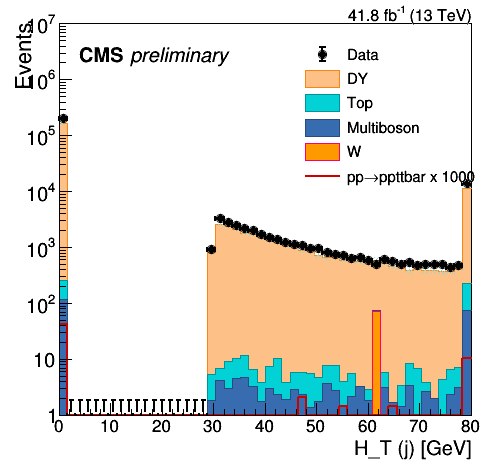 41.8 fb⁻¹ (13 TeV)
Events
CMS preliminary
Data
DY
Top
Multiboson
W
pp→ppttbar x 1000
10⁷
10⁶
10⁵
10⁴
10³
10²
10
1
0 10 20 30 40 50 60 70 80
H_T (j) [GeV]